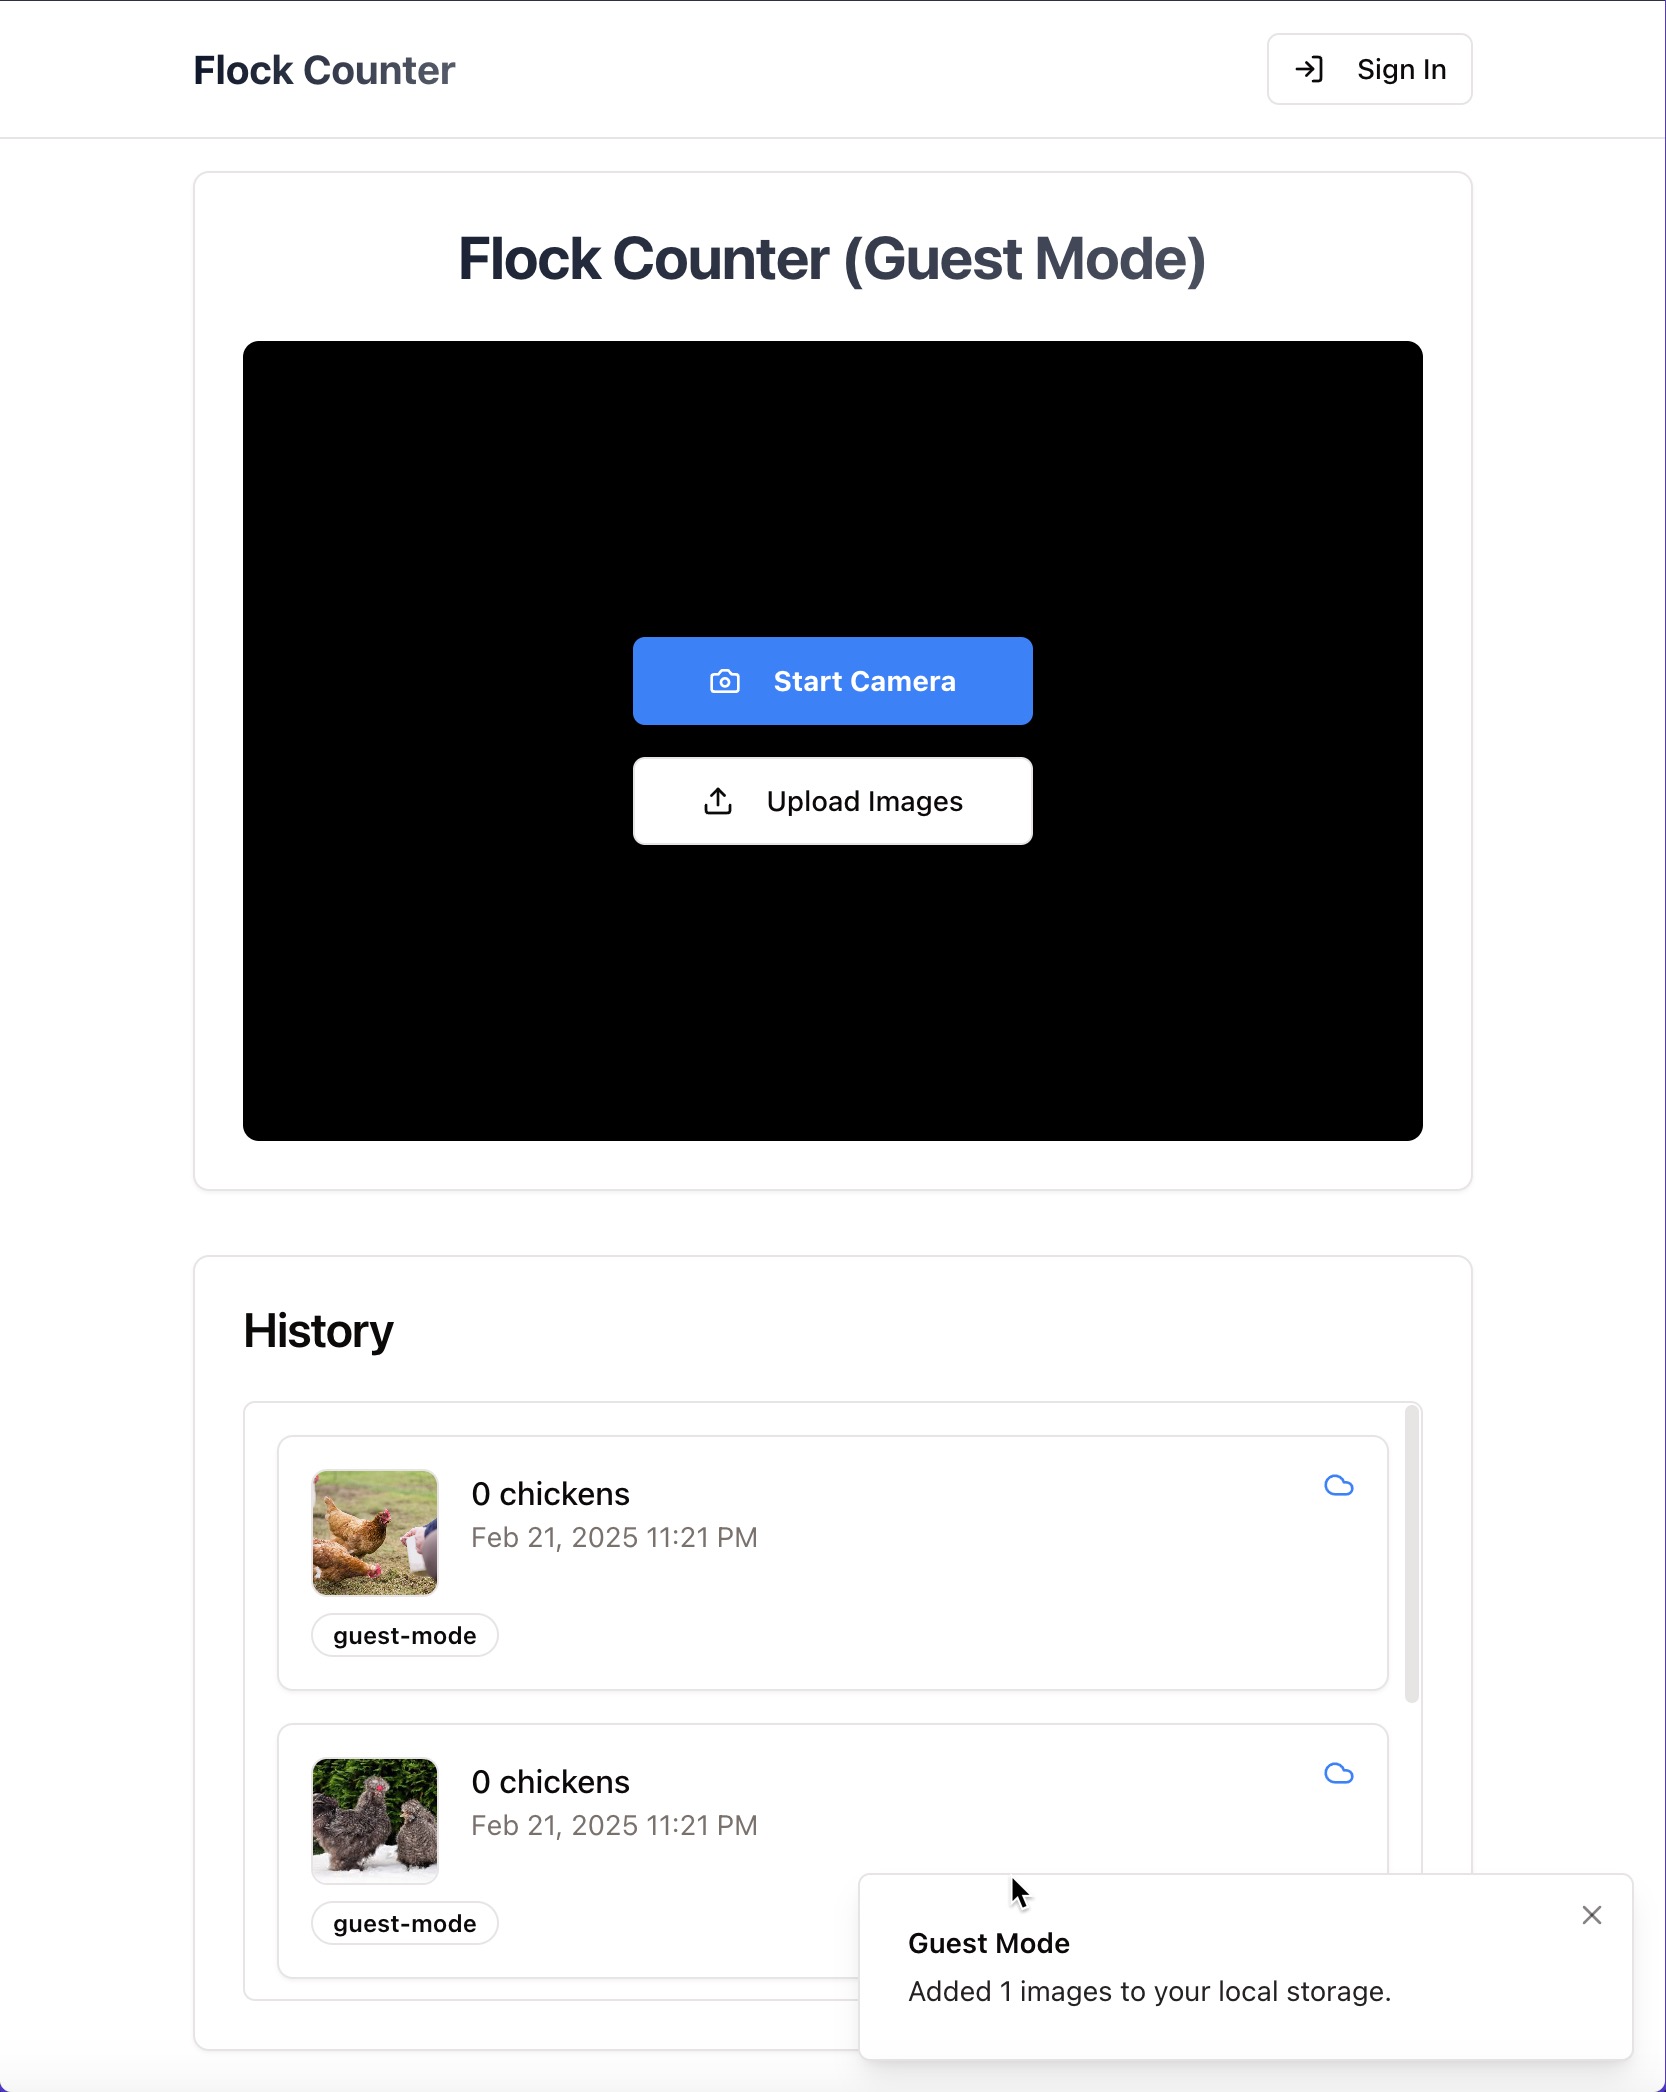 Flock Counter
Sign In
Flock Counter (Guest Mode)
Start Camera
Upload Images
History
0 chickens
Feb 21, 2025 11:21 PM
guest-mode
0 chickens
Feb 21, 2025 11:21 PM
guest-mode
Guest Mode
Added 1 images to your local storage.